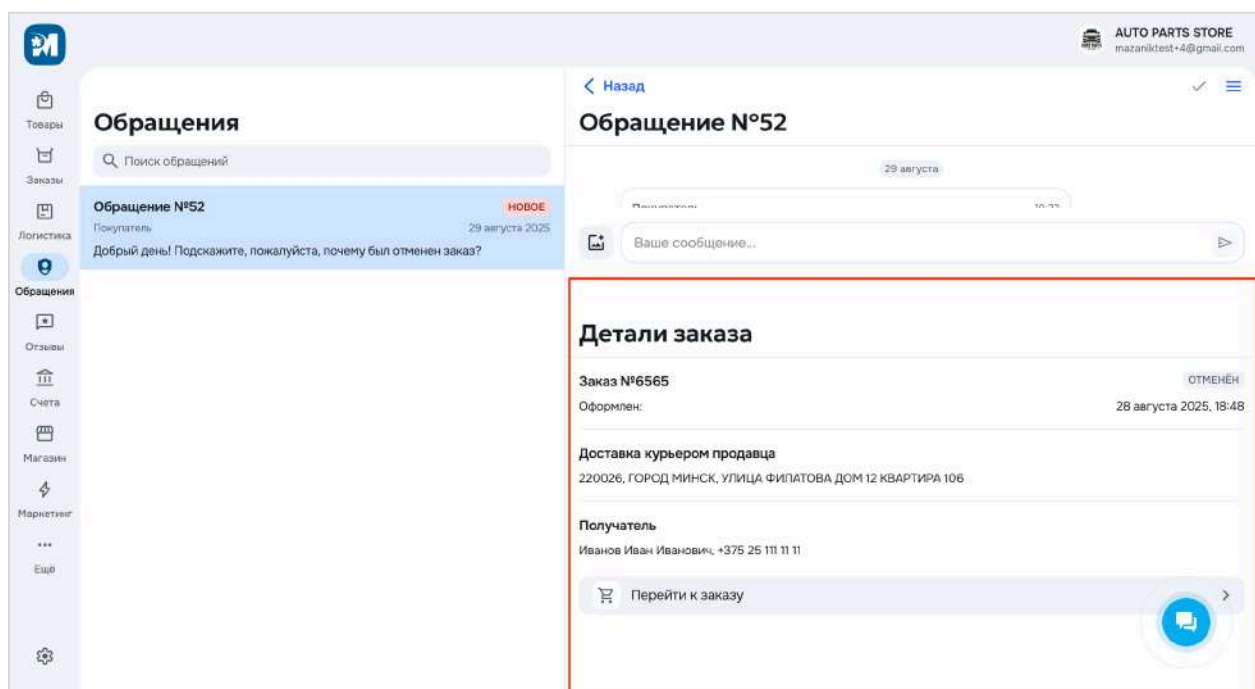 AUTO PARTS STORE
mazaniktest+4@gmail.com
Товары
Заказы
Логистика
Обращения
Отзывы
Счета
Магазин
Маркетинг
Ещё
Обращения
Поиск обращений
Обращение №52
НОВОЕ
Покупатель
29 августа 2025
Добрый день! Подскажите, пожалуйста, почему был отменен заказ?
Назад
Обращение №52
29 августа
Покупатель
Ваше сообщение...
Детали заказа
Заказ №6565
ОТМЕНЁН
Оформлен:
28 августа 2025, 18:48
Доставка курьером продавца
220026, ГОРОД МИНСК, УЛИЦА ФИЛАТОВА ДОМ 12 КВАРТИРА 106
Получатель
Иванов Иван Иванович, +375 25 111 11 11
Перейти к заказу